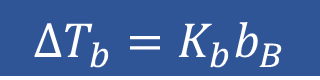 ΔT_b = K_b b_B